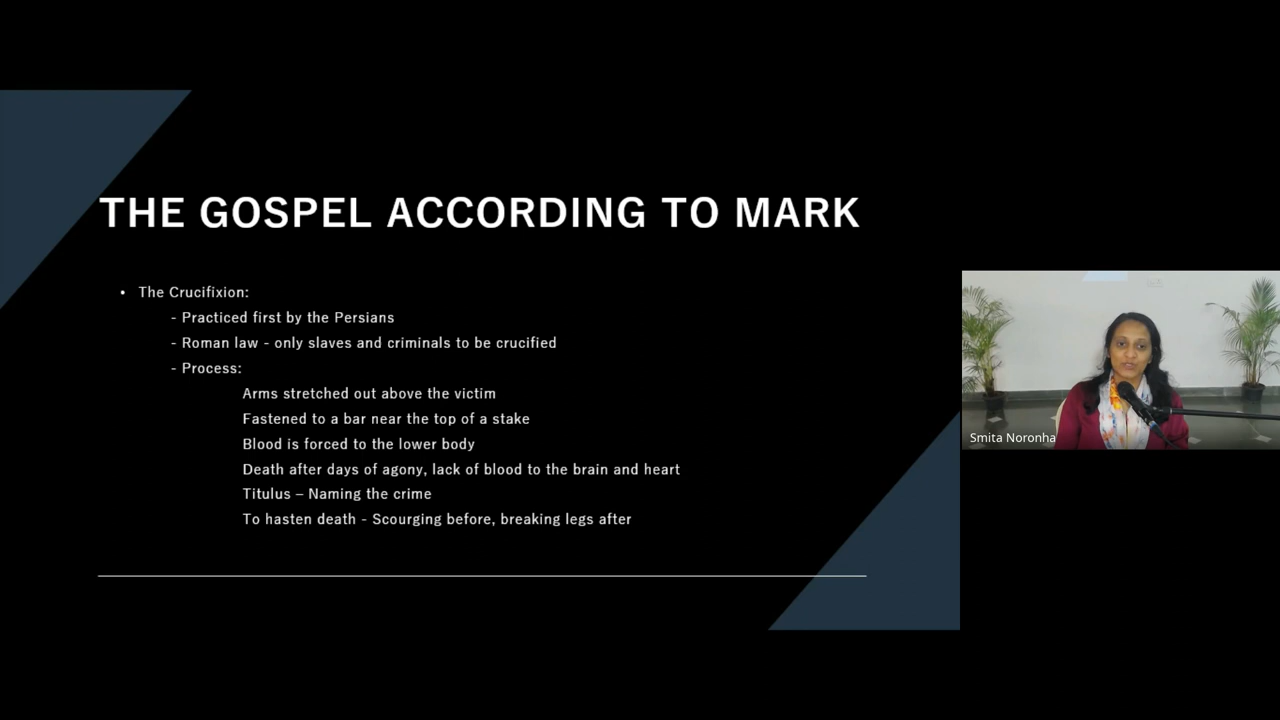 THE GOSPEL ACCORDING TO MARK
• The Crucifixion:
- Practiced first by the Persians
- Roman law - only slaves and criminals to be crucified
- Process:
Arms stretched out above the victim
Fastened to a bar near the top of a stake
Blood is forced to the lower body
Death after days of agony, lack of blood to the brain and heart
Titulus – Naming the crime
To hasten death - Scourging before, breaking legs after
Smita Noronha